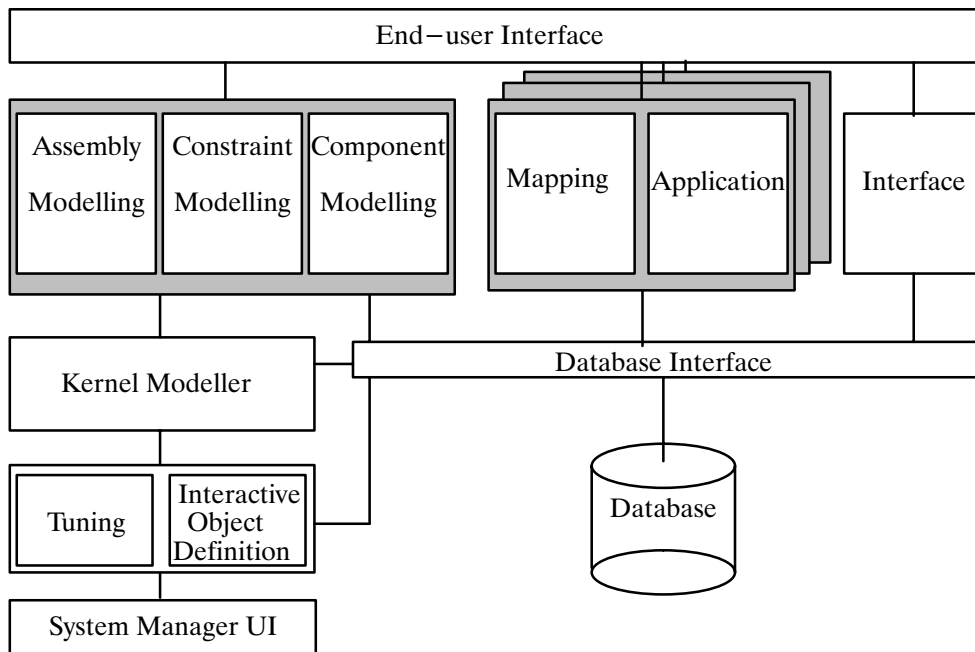 End−user Interface
Assembly
Modelling
Constraint
Modelling
Component
Modelling
Mapping
Application
Interface
Kernel Modeller
Database Interface
Tuning
Interactive
Object
Definition
Database
System Manager UI